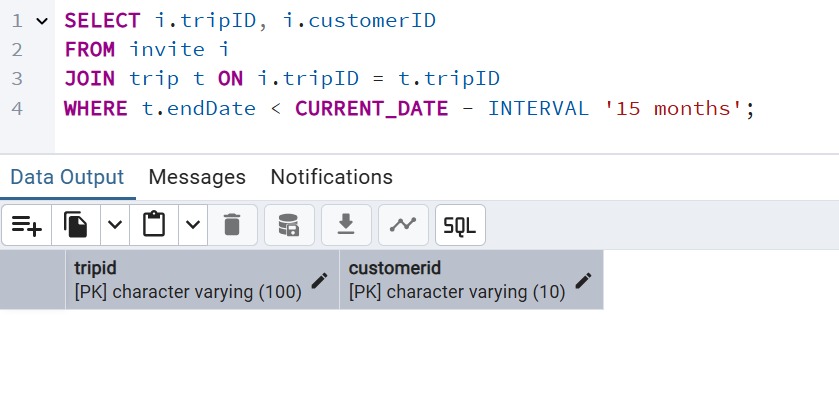 1 SELECT i.tripID, i.customerID
2 FROM invite i
3 JOIN trip t ON i.tripID = t.tripID
4 WHERE t.endDate < CURRENT_DATE - INTERVAL '15 months';
Data Output Messages Notifications
SQL
tripid customerid
[PK] character varying (100) [PK] character varying (10)